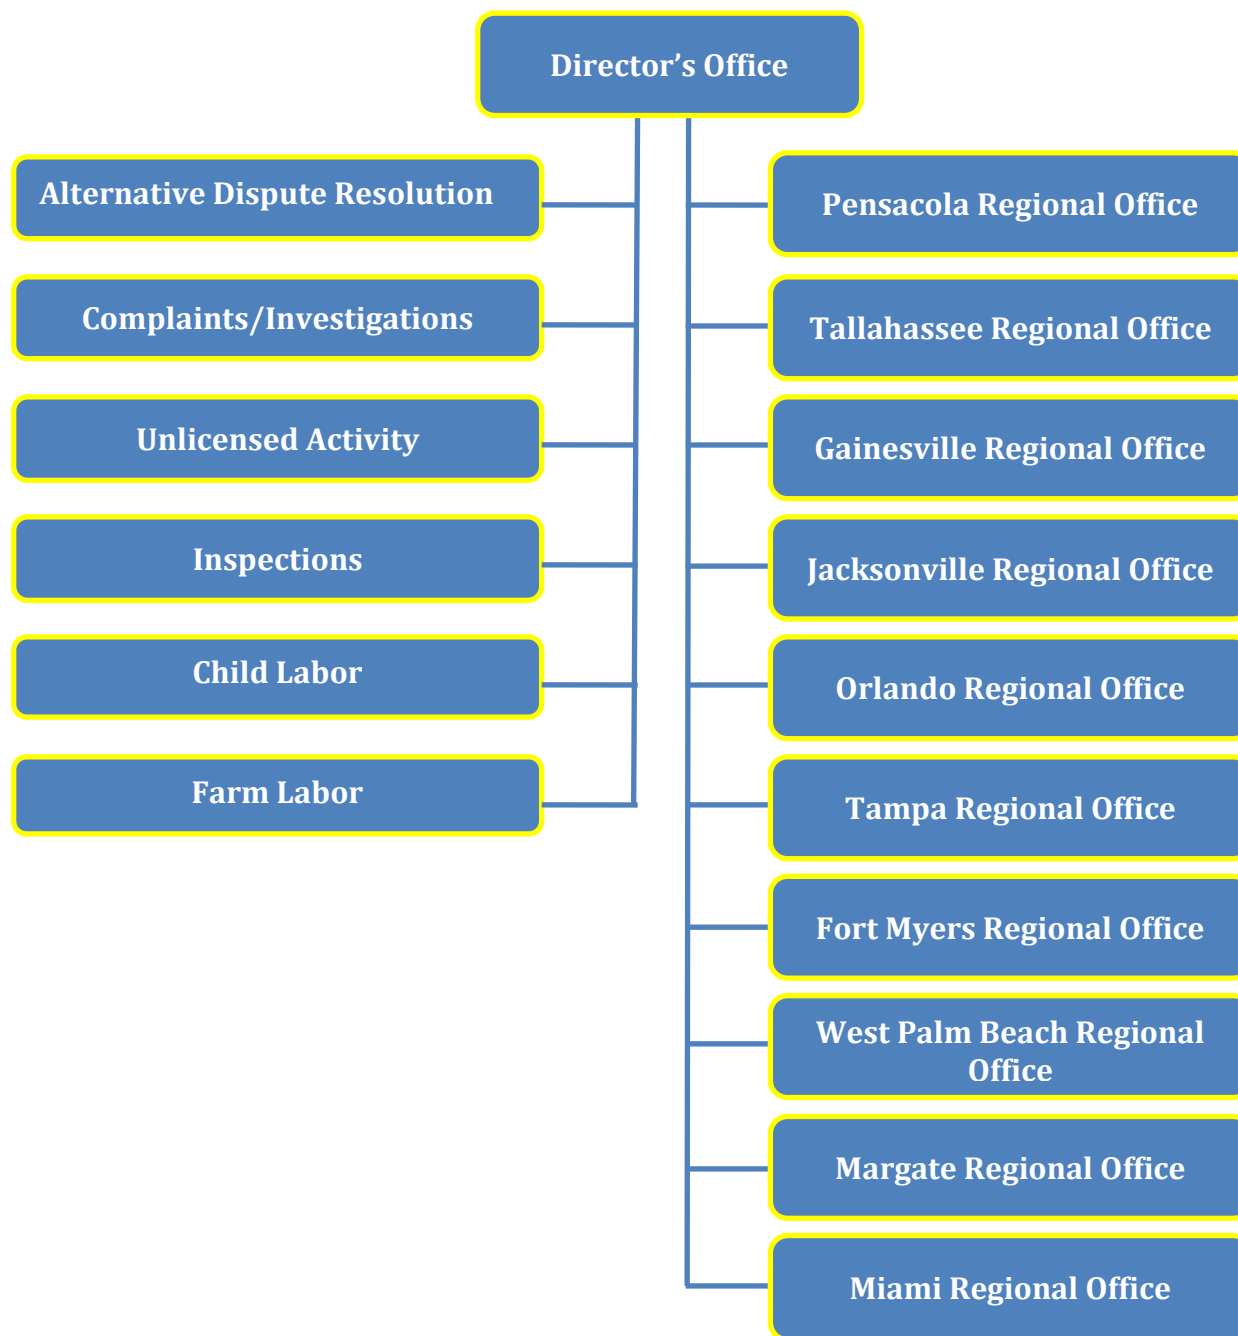 Director’s Office
Alternative Dispute Resolution
Complaints/Investigations
Unlicensed Activity
Inspections
Child Labor
Farm Labor
Pensacola Regional Office
Tallahassee Regional Office
Gainesville Regional Office
Jacksonville Regional Office
Orlando Regional Office
Tampa Regional Office
Fort Myers Regional Office
West Palm Beach Regional
Office
Margate Regional Office
Miami Regional Office